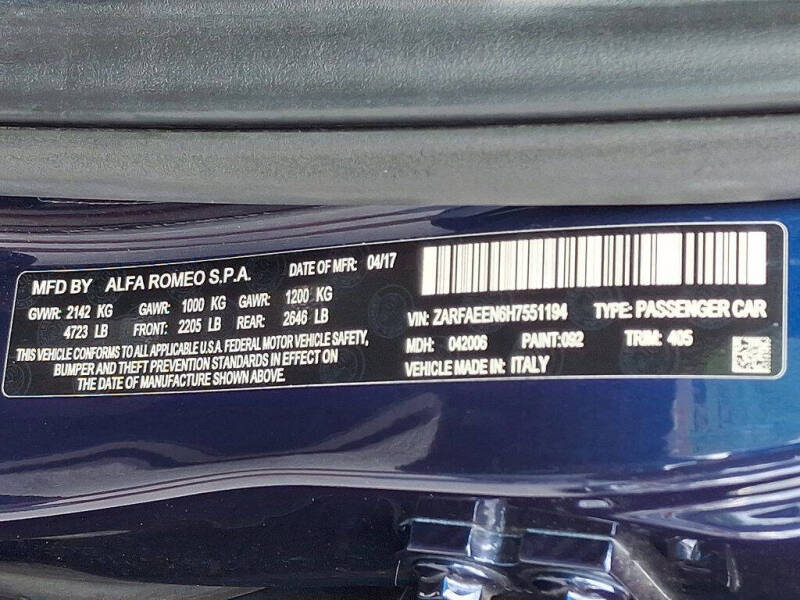 MFD BY ALFA ROMEO S.P.A. DATE OF MFR: 04/17
GVWR: 2142 KG GAWR: 1000 KG GAWR: 1200 KG
4723 LB FRONT: 2205 LB REAR: 2646 LB
THIS VEHICLE CONFORMS TO ALL APPLICABLE U.S.A. FEDERAL MOTOR VEHICLE SAFETY,
BUMPER AND THEFT PREVENTION STANDARDS IN EFFECT ON
THE DATE OF MANUFACTURE SHOWN ABOVE.
VIN: ZARFAEEN6H7551194 TYPE: PASSENGER CAR
MDH: 042006 PAINT: 092 TRIM: 405
VEHICLE MADE IN: ITALY